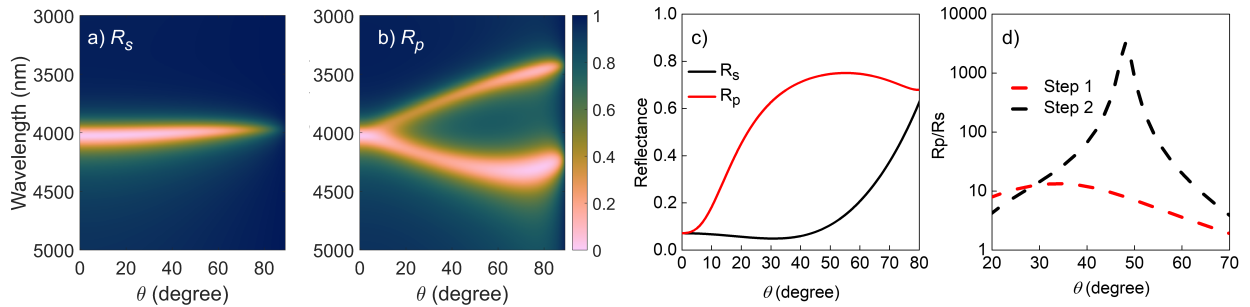 a) Rs
3000
3500
4000
4500
5000
Wavelength (nm)
0 20 40 60 80
θ (degree)
b) Rp
3000
3500
4000
4500
5000
0 20 40 60 80
θ (degree)
1
0.8
0.6
0.4
0.2
0
c)
Rs
Rp
1.0
0.8
0.6
0.4
0.2
0.0
Reflectance
0 10 20 30 40 50 60 70 80
θ (degree)
d)
Step 1
Step 2
10000
1000
100
10
1
Rp/Rs
20 30 40 50 60 70
θ (degree)